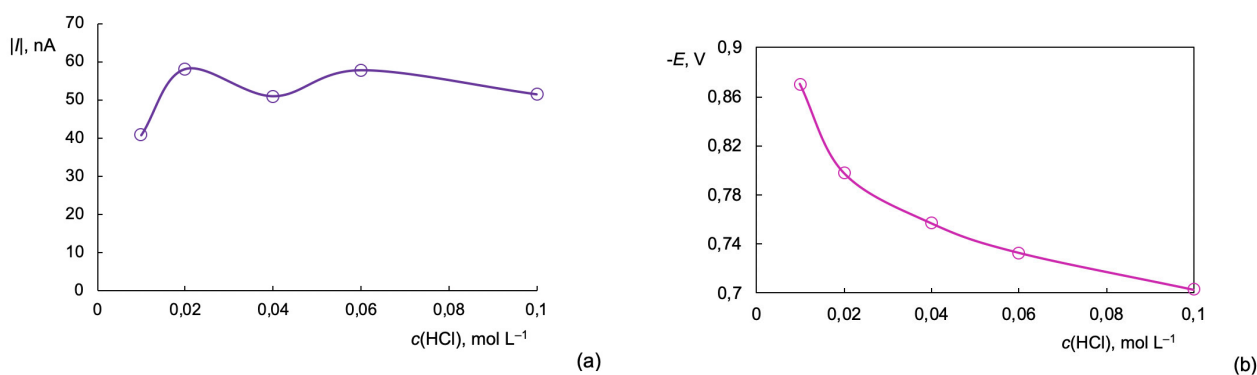 |I|, nA
70
60
50
40
30
20
10
0
0 0,02 0,04 0,06 0,08 0,1
c(HCl), mol L⁻¹
(a)
-E, V
0,9
0,86
0,82
0,78
0,74
0,7
0 0,02 0,04 0,06 0,08 0,1
c(HCl), mol L⁻¹
(b)